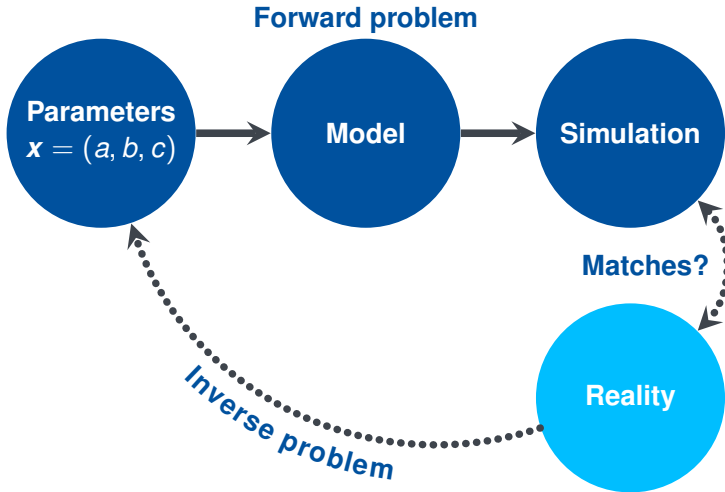 Forward problem
Parameters
x = (a, b, c)
Model
Simulation
Matches?
Reality
Inverse problem